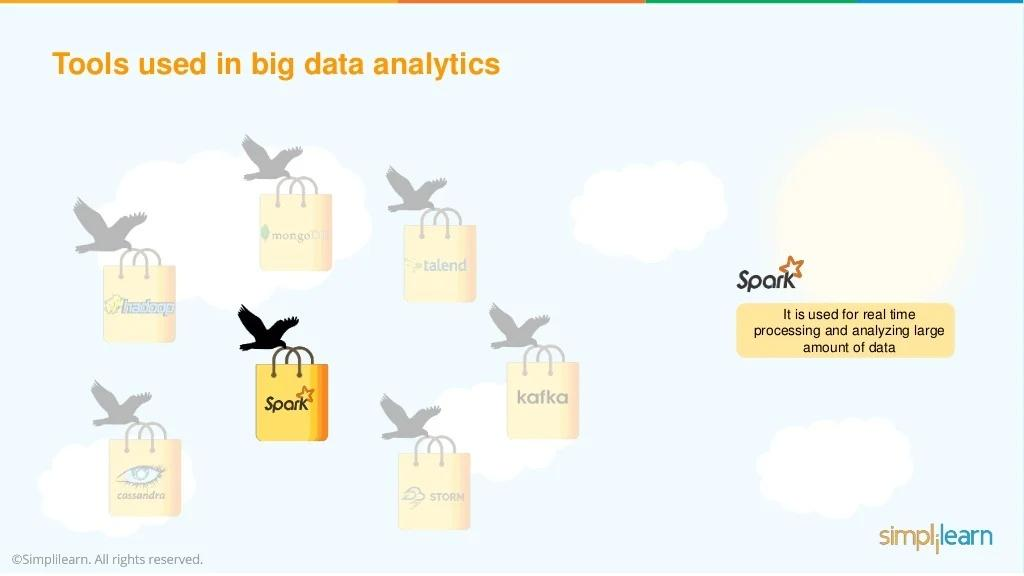 Tools used in big data analytics
mongoDB
talend
hadoop
Spark
It is used for real time
processing and analyzing large
amount of data
Spark
kafka
cassandra
STORM
simplilearn
©Simplilearn. All rights reserved.